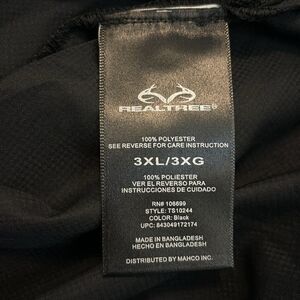 REALTREE®
100% POLYESTER
SEE REVERSE FOR CARE INSTRUCTION
3XL/3XG
100% POLIESTER
VER EL REVERSO PARA
INSTRUCCIONES DE CUIDADO
RN# 106699
STYLE: TS10244
COLOR: Black
UPC: 843049172174
MADE IN BANGLADESH
HECHO EN BANGLADESH
DISTRIBUTED BY MAHCO INC.